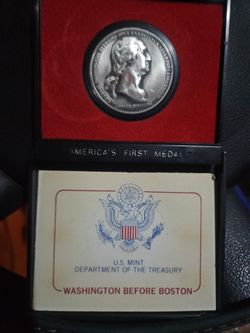 AMERICA'S FIRST MEDAL
U.S. MINT
DEPARTMENT OF THE TREASURY
WASHINGTON BEFORE BOSTON